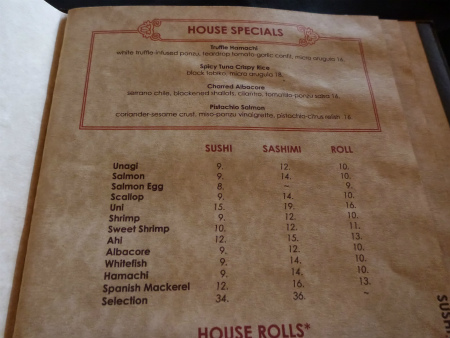 HOUSE SPECIALS
Truffle Hamachi
white truffle-infused ponzu, teardrop tomato-garlic confit, micro arugula 16.
Spicy Tuna Crispy Rice
black tobiko, micro arugula 18.
Charred Albacore
serrano chile, blackened shallots, cilantro, tomatillo-ponzu salsa 16.
Pistachio Salmon
coriander-sesame crust, miso-ponzu vinaigrette, pistachio-citrus relish 16.
SUSHI SASHIMI ROLL
Unagi 9. 12. 10.
Salmon 9. 14. 10.
Salmon Egg 8. – 9.
Scallop 9. 14. 10.
Uni 15. 19. 16.
Shrimp 9. 12. 10.
Sweet Shrimp 10. 12. 11.
Ahi 12. 15. 13.
Albacore 9. 12. 10.
Whitefish 9. 14. 10.
Hamachi 9. 14. 10.
Spanish Mackerel 12. 16. 13.
Selection 34. 36. –
HOUSE ROLLS*
SUSHI